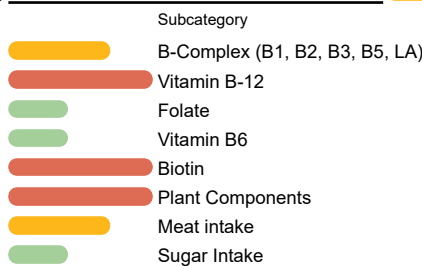 Subcategory
B-Complex (B1, B2, B3, B5, LA)
Vitamin B-12
Folate
Vitamin B6
Biotin
Plant Components
Meat intake
Sugar Intake